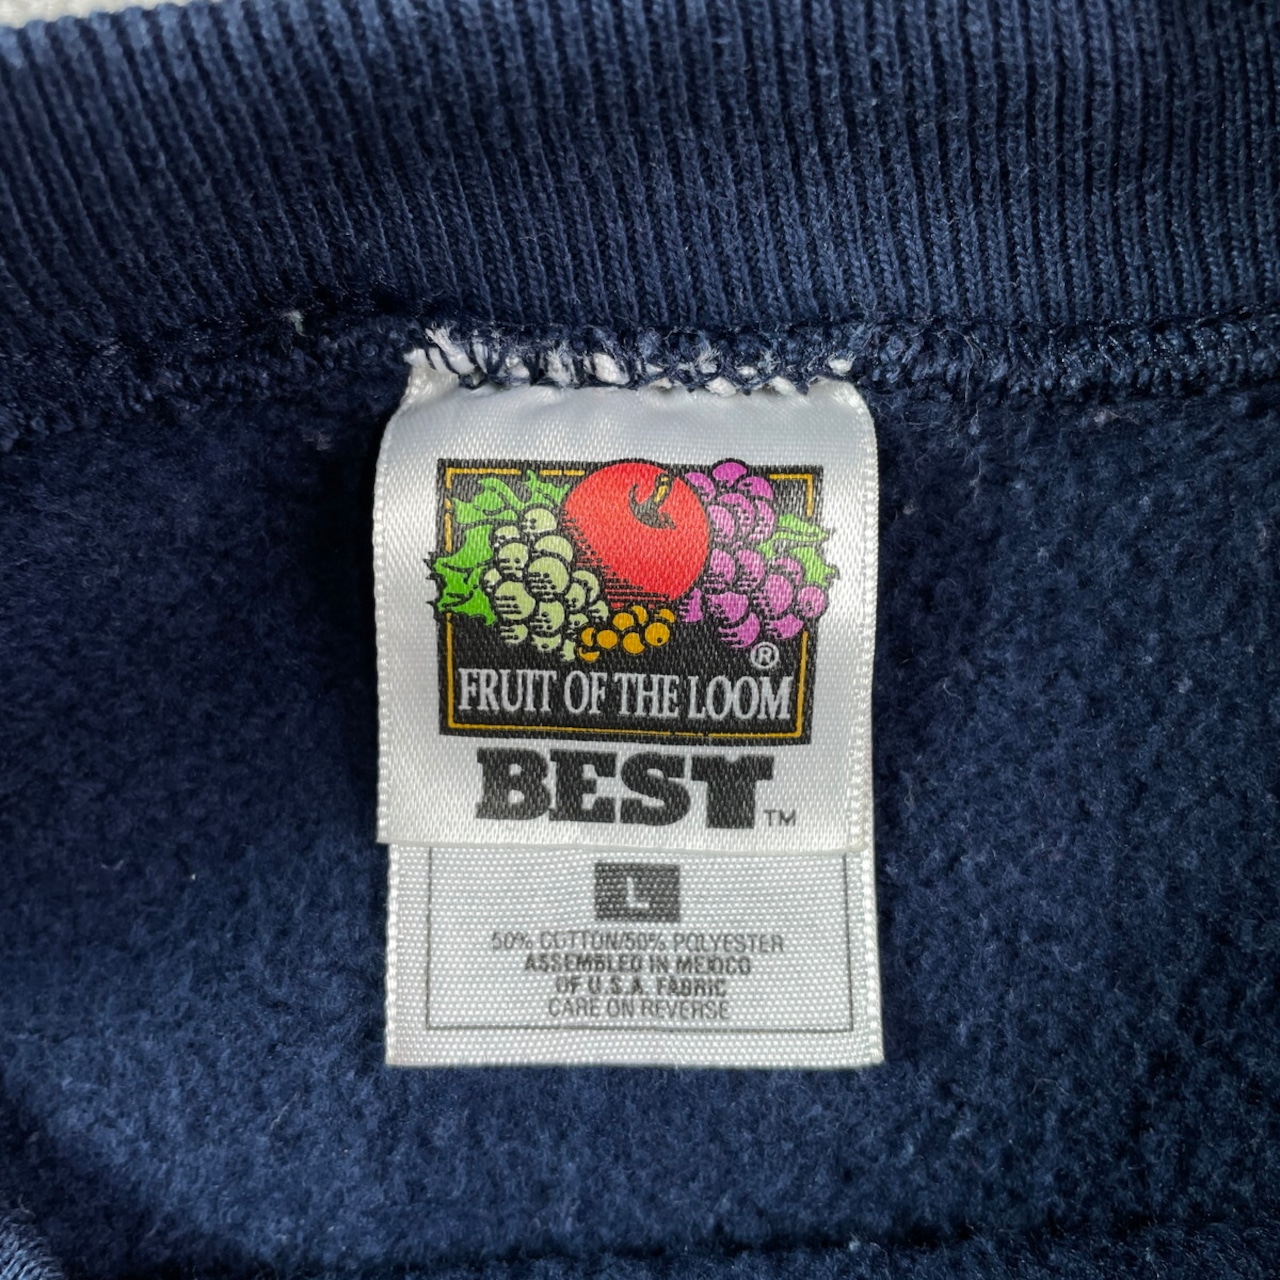 ®
FRUIT OF THE LOOM
BEST™
L
50% COTTON/50% POLYESTER
ASSEMBLED IN MEXICO
OF U.S.A. FABRIC
CARE ON REVERSE